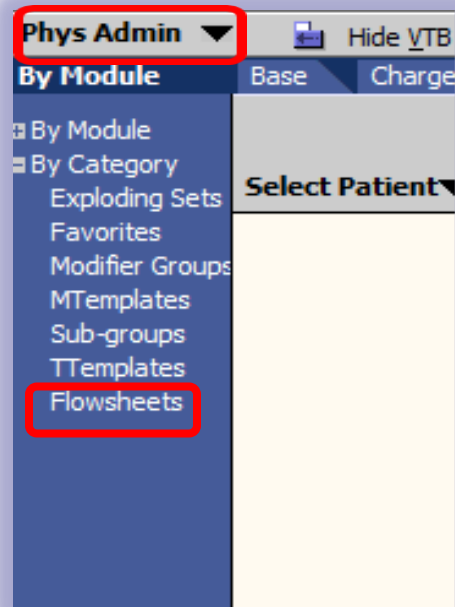 Phys Admin Hide VTB
By Module Base Charge
By Module
By Category
Exploding Sets
Select Patient
Favorites
Modifier Groups
MTemplates
Sub-groups
TTemplates
Flowsheets